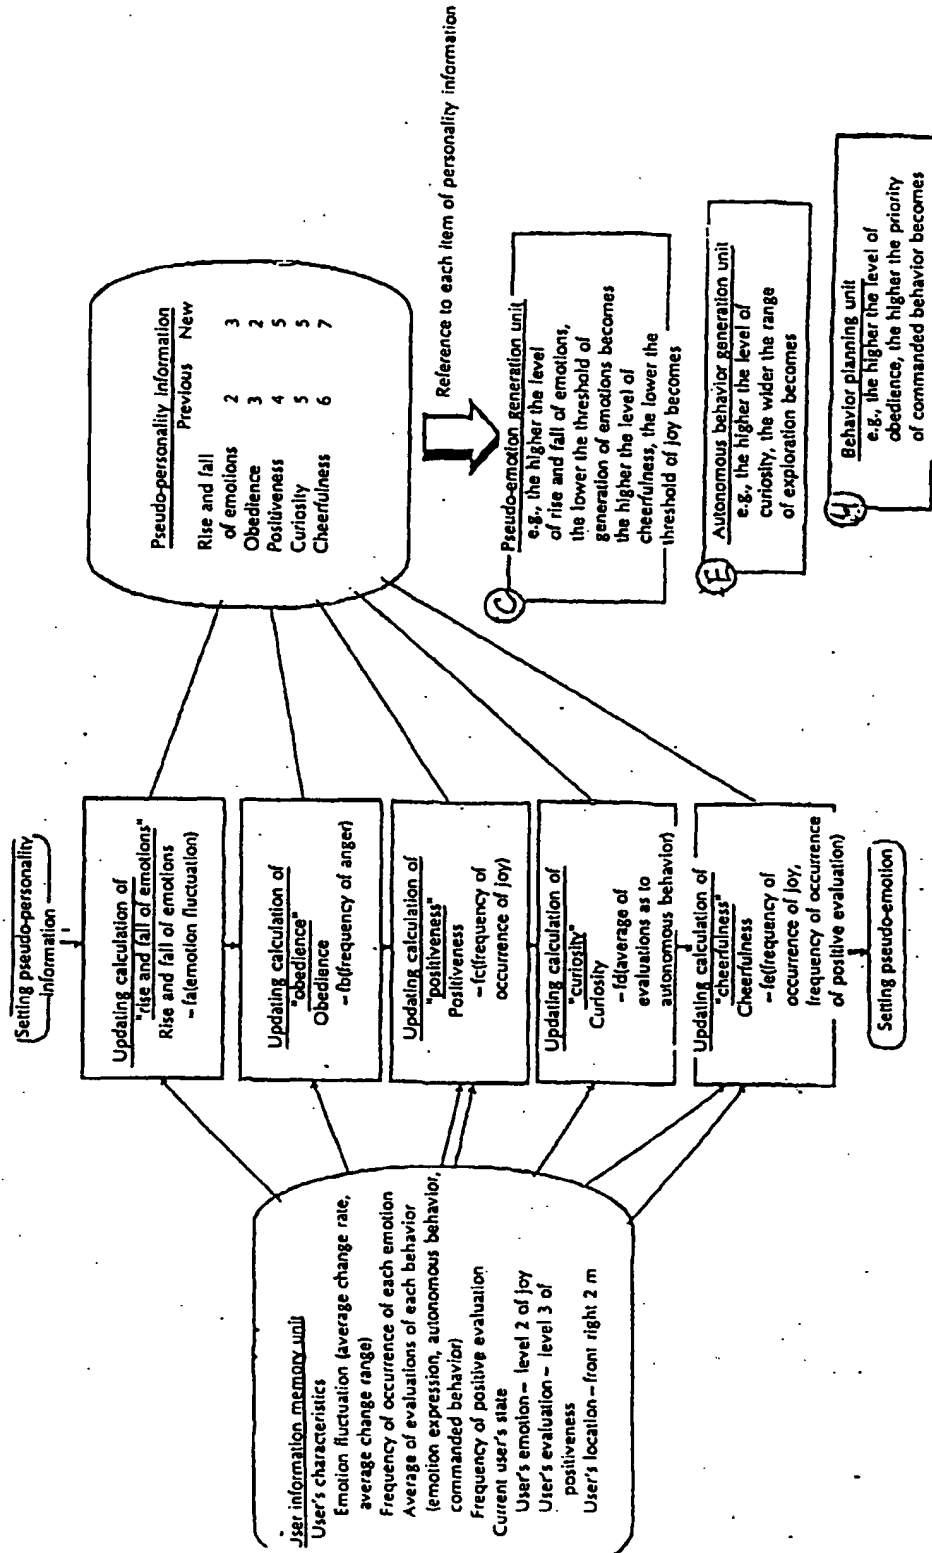 Setting pseudo-personality
information
Updating calculation of
"rise and fall of emotions"
Rise and fall of emotions
– fa(emotion fluctuation)
Updating calculation of
"obedience"
Obedience
– fb(frequency of anger)
Updating calculation of
"positiveness"
Positiveness
– fc(frequency of
occurrence of joy)
Updating calculation of
"curiosity"
Curiosity
– fd(average of
evaluations as to
autonomous behavior)
Updating calculation of
"cheerfulness"
Cheerfulness
– fe(frequency of
occurrence of joy,
frequency of occurrence
of positive evaluation)
Setting pseudo-emotion
User information memory unit
User's characteristics
Emotion fluctuation (average change rate,
average change range)
Frequency of occurrence of each emotion
Average of evaluations of each behavior
(emotion expression, autonomous behavior,
commanded behavior)
Frequency of positive evaluation
Current user's state
User's emotion – level 2 of joy
User's evaluation – level 3 of
positiveness
User's location – front right 2 m
Pseudo-personality information
Previous New
Rise and fall
of emotions 2 3
Obedience 3 2
Positiveness 4 5
Curiosity 5 5
Cheerfulness 6 7
Reference to each item of personality information
C
Pseudo-emotion generation unit
e.g., the higher the level
of rise and fall of emotions,
the lower the threshold of
generation of emotions becomes
the higher the level of
cheerfulness, the lower the
threshold of joy becomes
E
Autonomous behavior generation unit
e.g., the higher the level of
curiosity, the wider the range
of exploration becomes
Behavior planning unit
e.g., the higher the level of
obedience, the higher the priority
of commanded behavior becomes